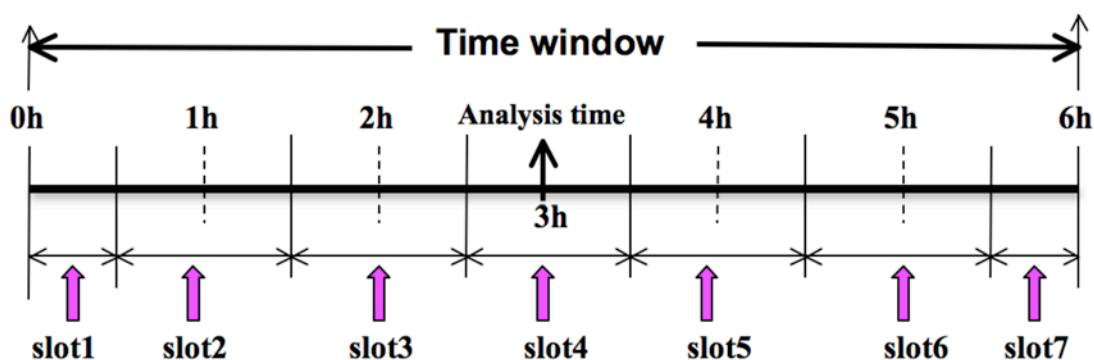 Time window
0h 1h 2h Analysis time 4h 5h 6h
3h
slot1 slot2 slot3 slot4 slot5 slot6 slot7